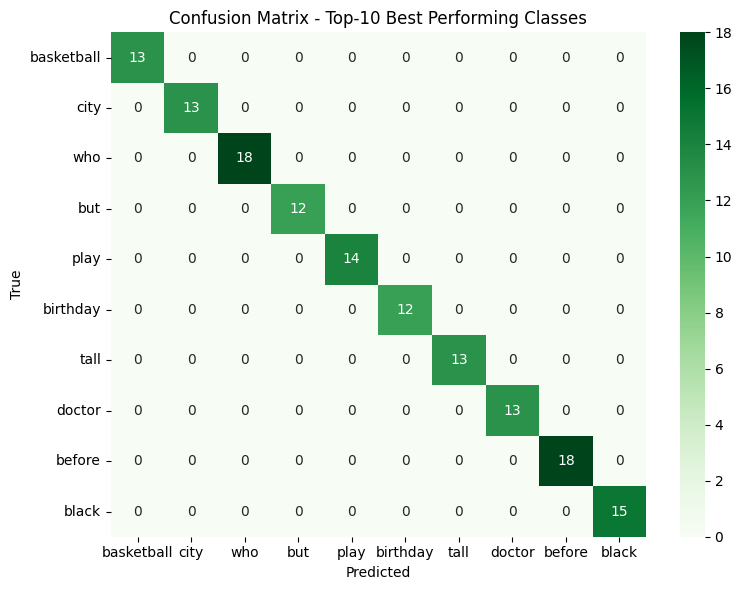 Confusion Matrix - Top-10 Best Performing Classes
True
basketball 13 0 0 0 0 0 0 0 0 0
city 0 13 0 0 0 0 0 0 0 0
who 0 0 18 0 0 0 0 0 0 0
but 0 0 0 12 0 0 0 0 0 0
play 0 0 0 0 14 0 0 0 0 0
birthday 0 0 0 0 0 12 0 0 0 0
tall 0 0 0 0 0 0 13 0 0 0
doctor 0 0 0 0 0 0 0 13 0 0
before 0 0 0 0 0 0 0 0 18 0
black 0 0 0 0 0 0 0 0 0 15
basketball city who but play birthday tall doctor before black
Predicted
18
16
14
12
10
8
6
4
2
0